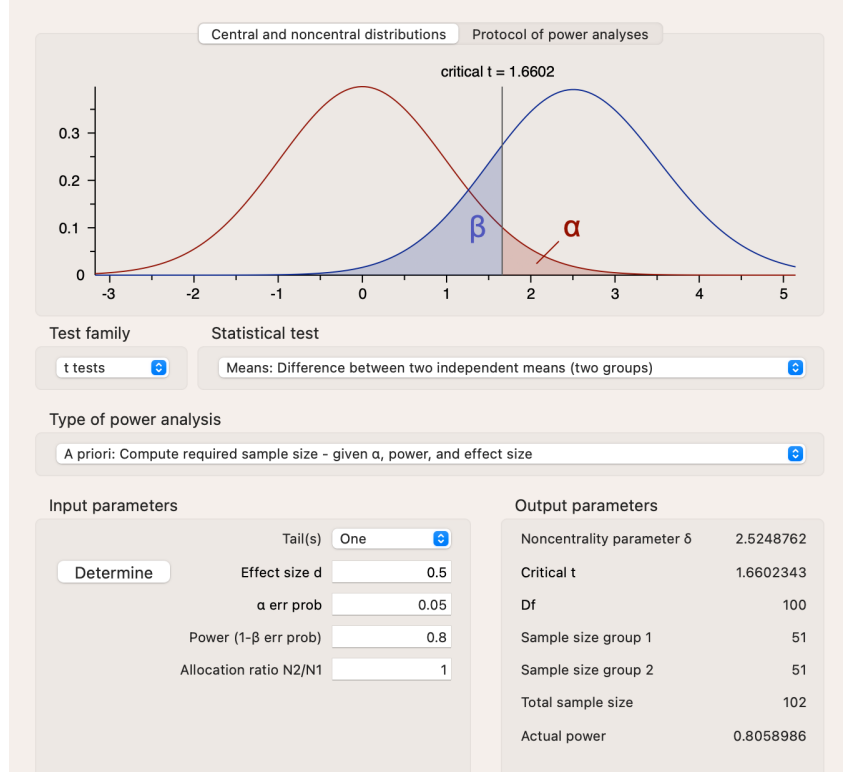 Central and noncentral distributions Protocol of power analyses
critical t = 1.6602
0.3
0.2
β α
0.1
0
-3 -2 -1 0 1 2 3 4 5
Test family Statistical test
t tests Means: Difference between two independent means (two groups)
Type of power analysis
A priori: Compute required sample size - given α, power, and effect size
Input parameters Output parameters
Tail(s) One Noncentrality parameter δ 2.5248762
Determine Effect size d 0.5 Critical t 1.6602343
α err prob 0.05 Df 100
Power (1-β err prob) 0.8 Sample size group 1 51
Allocation ratio N2/N1 1 Sample size group 2 51
Total sample size 102
Actual power 0.8058986